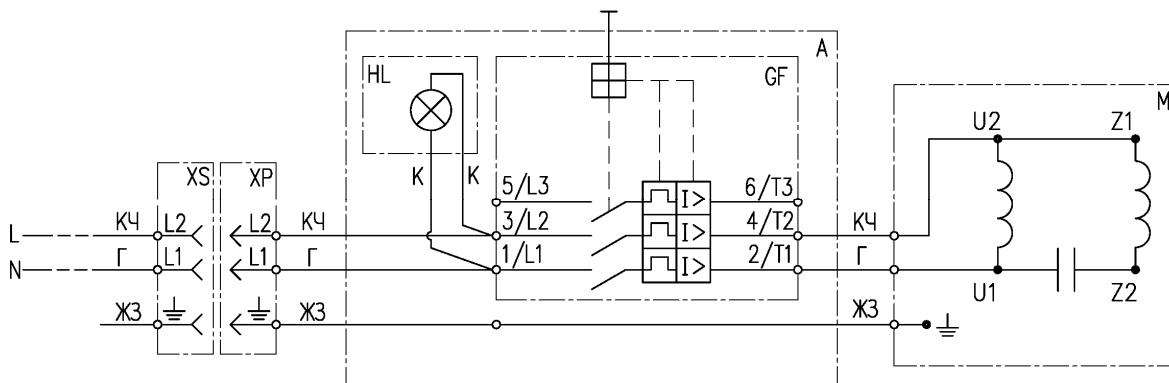 A
HL
GF
M
U2 Z1
XS XP
К К
5/L3 6/T3
L КЧ L2 L2 КЧ 3/L2 I> 4/T2 КЧ
N Г L1 L1 Г 1/L1 I> 2/T1 Г
I>
U1 Z2
ЖЗ ЖЗ ЖЗ